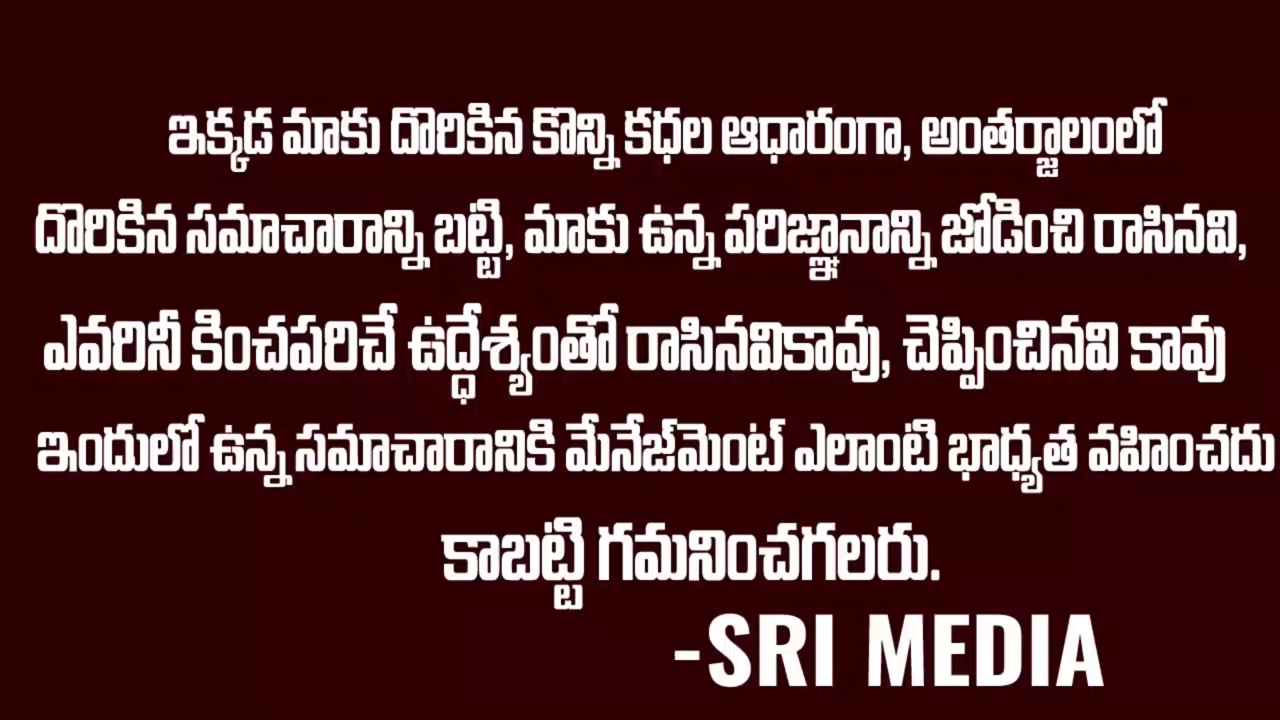 ఇక్కడ మాకు దొరికిన కొన్ని కధల ఆధారంగా, అంతర్జాలంలో
దొరికిన సమాచారాన్ని బట్టి, మాకు ఉన్న పరిజ్ఞానాన్ని జోడించి రాసినవి,
ఎవరినీ కించపరిచే ఉద్ధేశ్యంతో రాసినవికావు, చెప్పించినవి కావు
ఇందులో ఉన్న సమాచారానికి మేనేజ్‌మెంట్ ఎలాంటి భాధ్యత వహించదు
కాబట్టి గమనించగలరు.
-SRI MEDIA